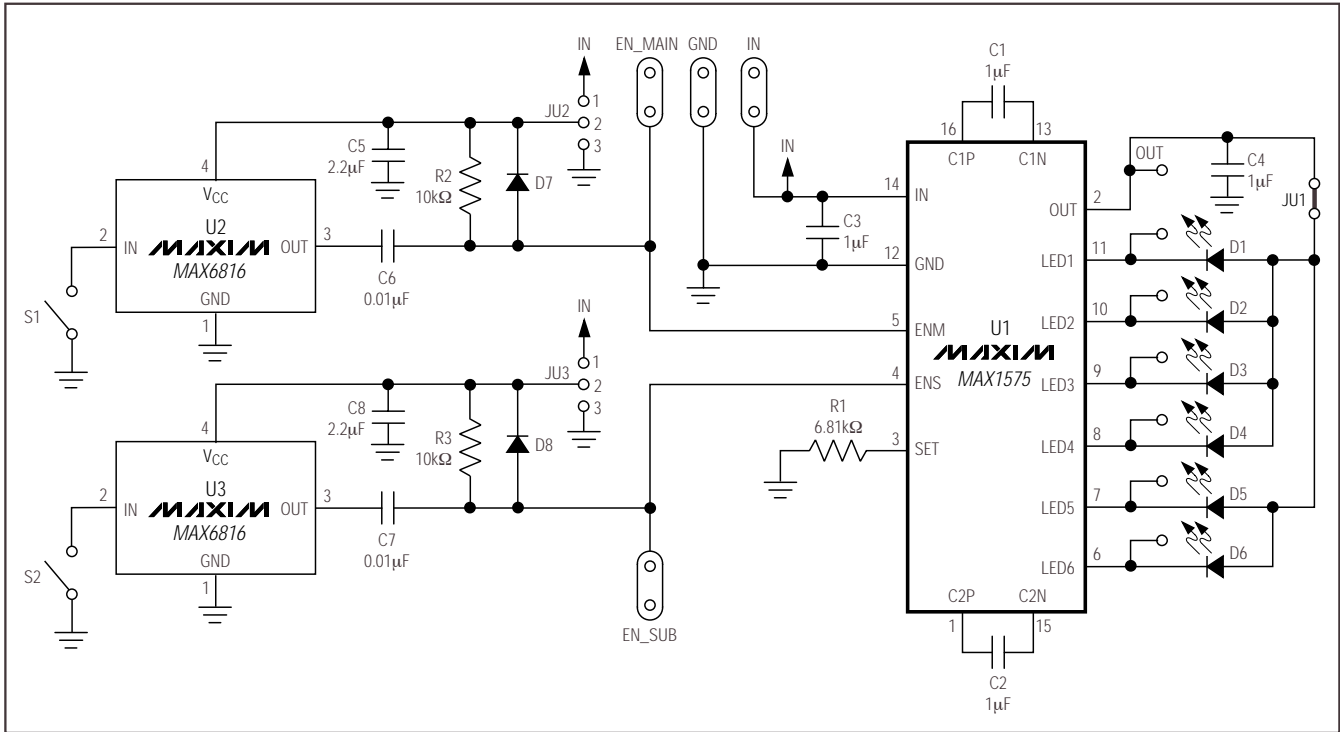 IN
EN_MAIN GND IN
C1
1µF
JU2
1
2
3
16
13
C1P
C1N
4
C5
2.2µF
R2
10kΩ
D7
IN
OUT
C4
1µF
JU1
VCC
U2
MAXIM
MAX6816
2
IN
OUT
3
GND
1
S1
C6
0.01µF
C3
1µF
14
IN
12
GND
5
ENM
4
ENS
3
SET
U1
MAXIM
MAX1575
OUT
2
LED1
11
D1
LED2
10
D2
LED3
9
D3
LED4
8
D4
LED5
7
D5
LED6
6
D6
IN
JU3
1
2
3
4
C8
2.2µF
R3
10kΩ
D8
R1
6.81kΩ
VCC
U3
MAXIM
MAX6816
2
IN
OUT
3
GND
1
S2
C7
0.01µF
EN_SUB
C2P
C2N
1
15
C2
1µF